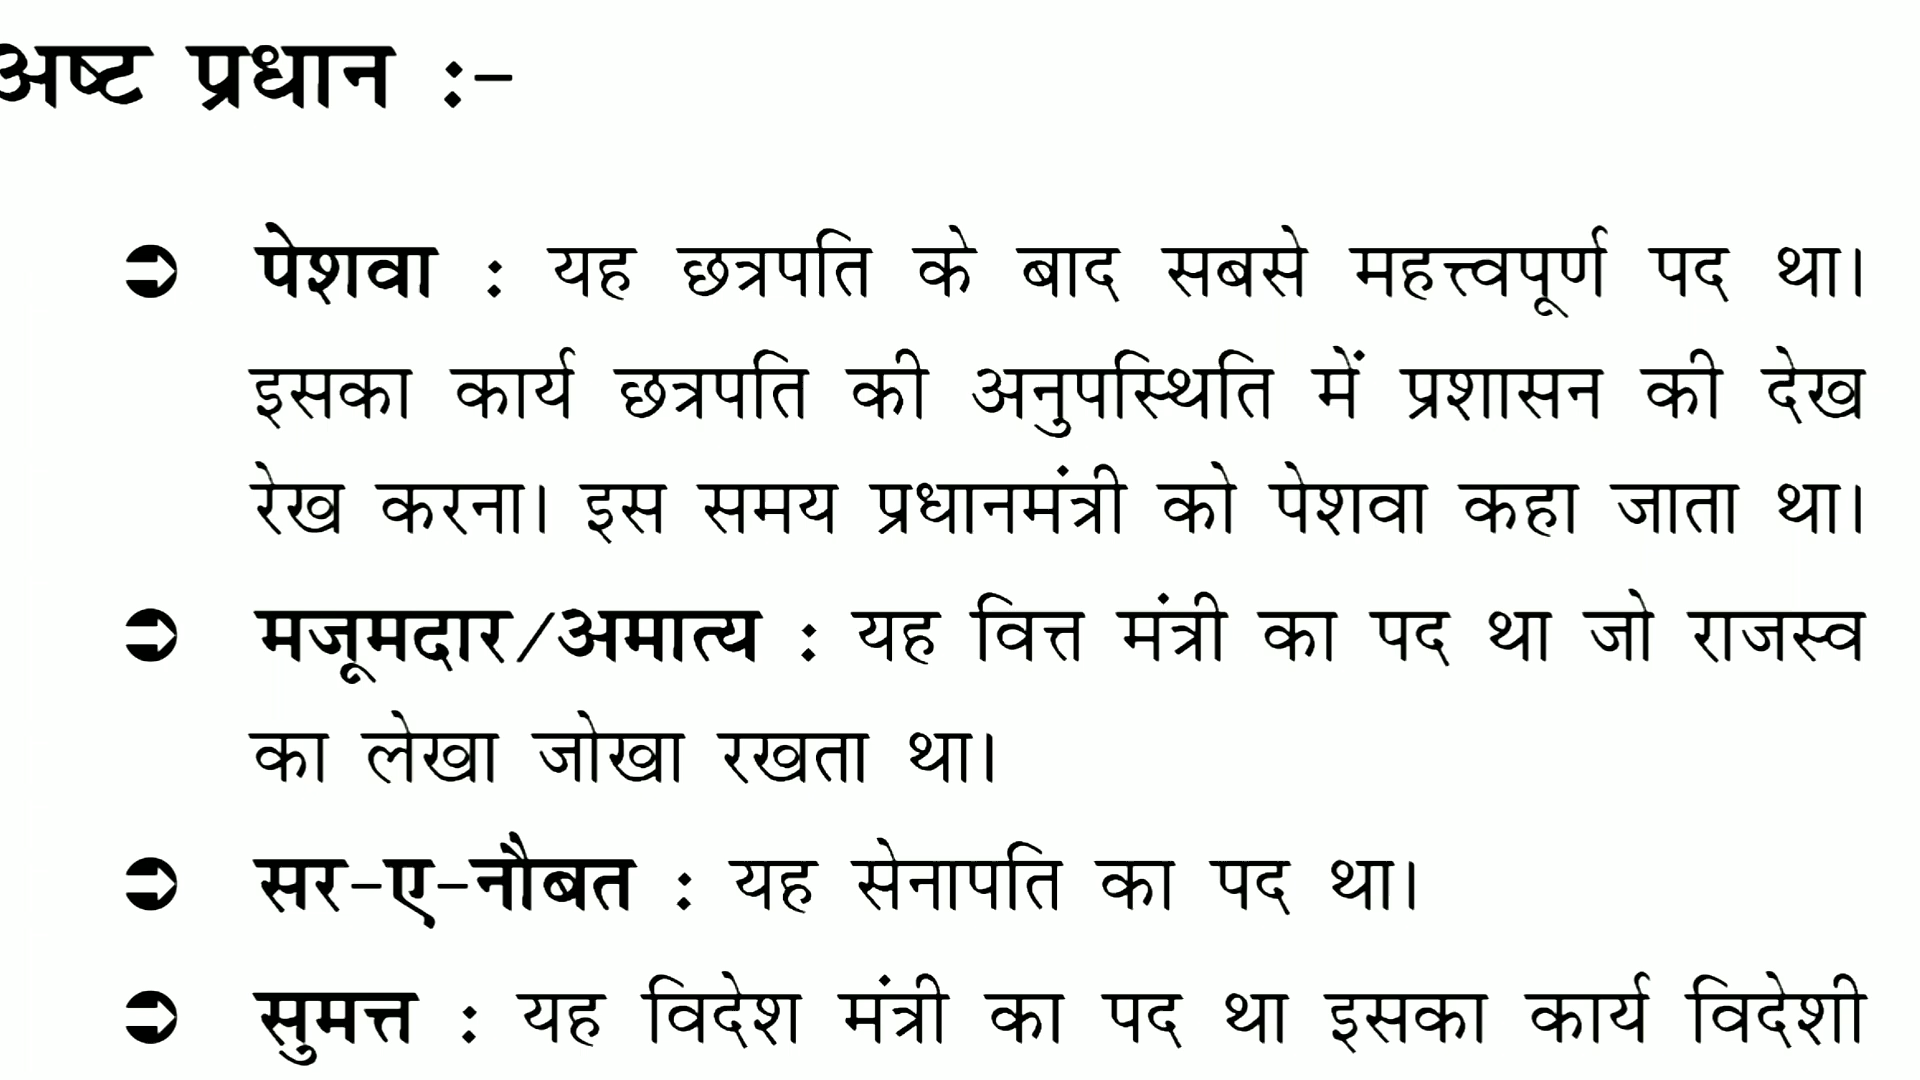 अष्ट प्रधान :-
➲ पेशवा : यह छत्रपति के बाद सबसे महत्त्वपूर्ण पद था।
इसका कार्य छत्रपति की अनुपस्थिति में प्रशासन की देख
रेख करना। इस समय प्रधानमंत्री को पेशवा कहा जाता था।
➲ मजूमदार/अमात्य : यह वित्त मंत्री का पद था जो राजस्व
का लेखा जोखा रखता था।
➲ सर-ए-नौबत : यह सेनापति का पद था।
➲ सुमत्त : यह विदेश मंत्री का पद था इसका कार्य विदेशी